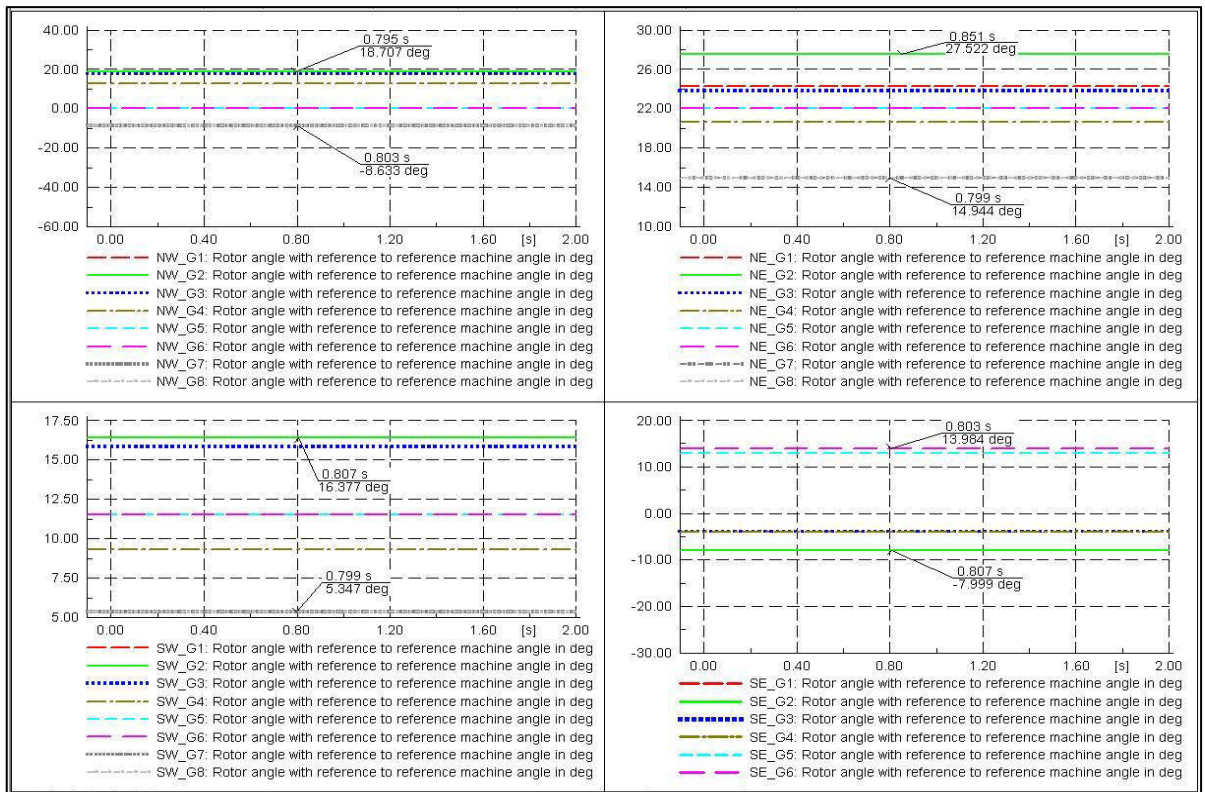 40.00
20.00
0.00
-20.00
-40.00
-60.00
0.795 s
18.707 deg
0.803 s
-8.633 deg
0.00 0.40 0.80 1.20 1.60 [s] 2.00
NW_G1: Rotor angle with reference to reference machine angle in deg
NW_G2: Rotor angle with reference to reference machine angle in deg
NW_G3: Rotor angle with reference to reference machine angle in deg
NW_G4: Rotor angle with reference to reference machine angle in deg
NW_G5: Rotor angle with reference to reference machine angle in deg
NW_G6: Rotor angle with reference to reference machine angle in deg
NW_G7: Rotor angle with reference to reference machine angle in deg
NW_G8: Rotor angle with reference to reference machine angle in deg
30.00
26.00
22.00
18.00
14.00
10.00
0.851 s
27.522 deg
0.799 s
14.944 deg
0.00 0.40 0.80 1.20 1.60 [s] 2.00
NE_G1: Rotor angle with reference to reference machine angle in deg
NE_G2: Rotor angle with reference to reference machine angle in deg
NE_G3: Rotor angle with reference to reference machine angle in deg
NE_G4: Rotor angle with reference to reference machine angle in deg
NE_G5: Rotor angle with reference to reference machine angle in deg
NE_G6: Rotor angle with reference to reference machine angle in deg
NE_G7: Rotor angle with reference to reference machine angle in deg
NE_G8: Rotor angle with reference to reference machine angle in deg
17.50
15.00
12.50
10.00
7.50
5.00
0.807 s
16.377 deg
0.799 s
5.347 deg
0.00 0.40 0.80 1.20 1.60 [s] 2.00
SW_G1: Rotor angle with reference to reference machine angle in deg
SW_G2: Rotor angle with reference to reference machine angle in deg
SW_G3: Rotor angle with reference to reference machine angle in deg
SW_G4: Rotor angle with reference to reference machine angle in deg
SW_G5: Rotor angle with reference to reference machine angle in deg
SW_G6: Rotor angle with reference to reference machine angle in deg
SW_G7: Rotor angle with reference to reference machine angle in deg
SW_G8: Rotor angle with reference to reference machine angle in deg
20.00
10.00
0.00
-10.00
-20.00
-30.00
0.803 s
13.984 deg
0.807 s
-7.999 deg
0.00 0.40 0.80 1.20 1.60 [s] 2.00
SE_G1: Rotor angle with reference to reference machine angle in deg
SE_G2: Rotor angle with reference to reference machine angle in deg
SE_G3: Rotor angle with reference to reference machine angle in deg
SE_G4: Rotor angle with reference to reference machine angle in deg
SE_G5: Rotor angle with reference to reference machine angle in deg
SE_G6: Rotor angle with reference to reference machine angle in deg